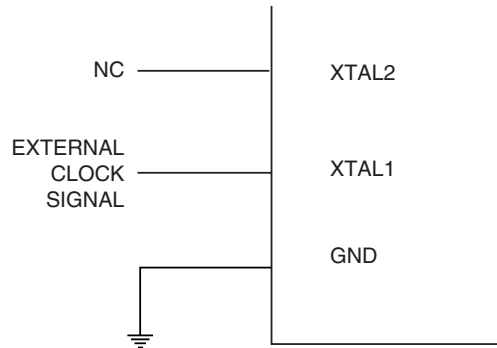 NC
XTAL2
EXTERNAL
CLOCK
SIGNAL
XTAL1
GND